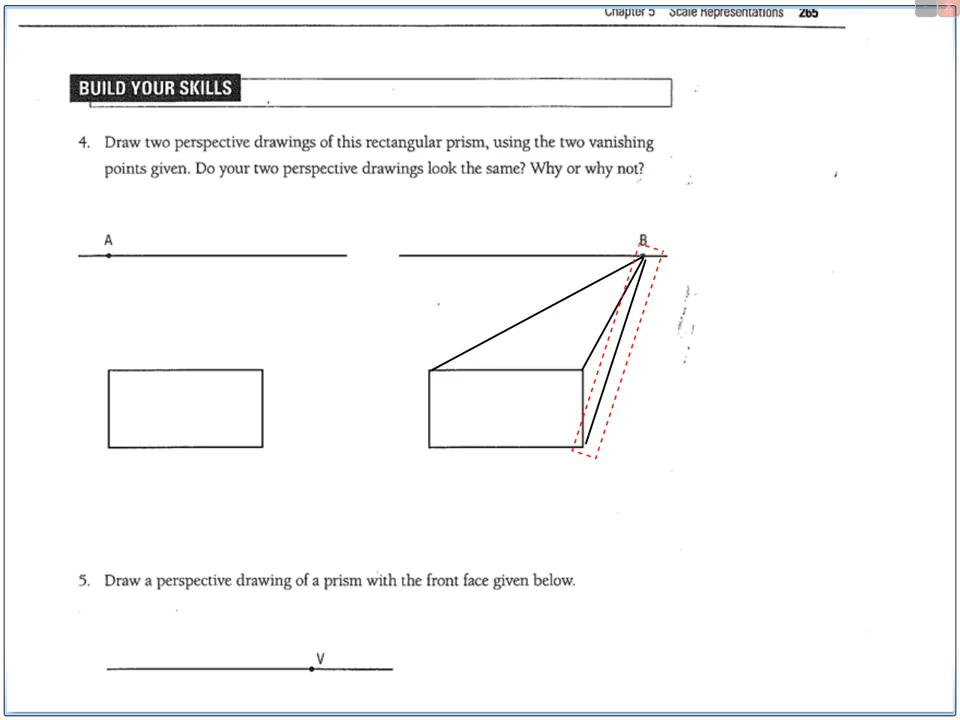 Chapter 5 Scale Representations 265
BUILD YOUR SKILLS
4. Draw two perspective drawings of this rectangular prism, using the two vanishing
points given. Do your two perspective drawings look the same? Why or why not?
A
B
5. Draw a perspective drawing of a prism with the front face given below.
V